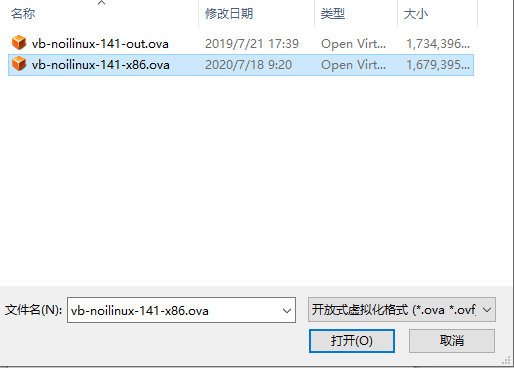 名称 修改日期 类型 大小
vb-noilinux-141-out.ova 2019/7/21 17:39 Open Virt... 1,734,396...
vb-noilinux-141-x86.ova 2020/7/18 9:20 Open Virt... 1,679,395...
文件名(N): vb-noilinux-141-x86.ova 开放式虚拟化格式 (*.ova *.ovf
打开(O) 取消